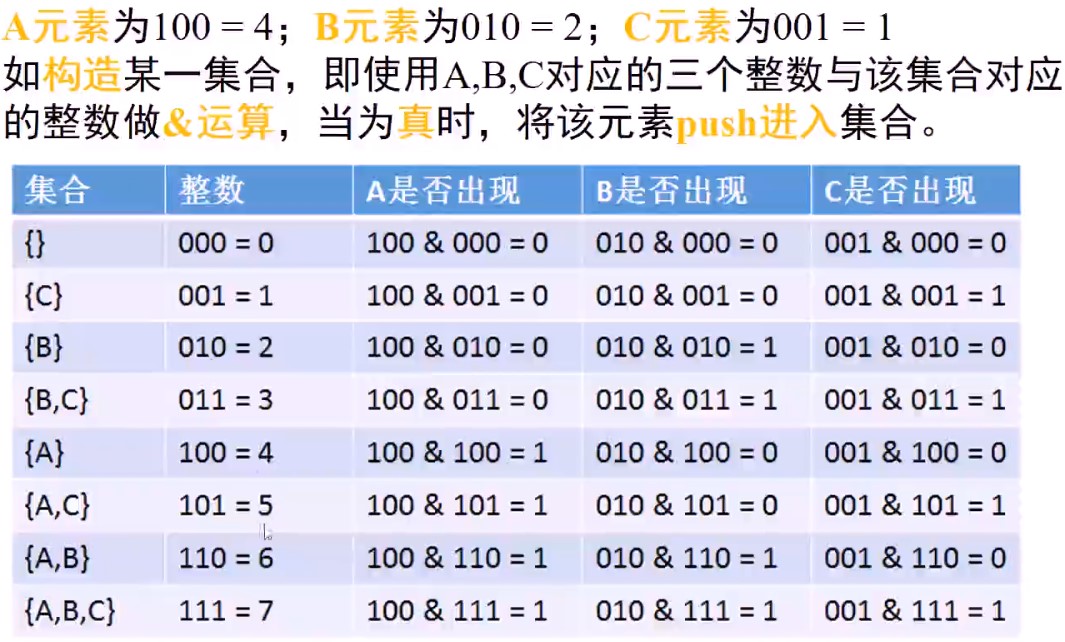 A元素为100 = 4；B元素为010 = 2；C元素为001 = 1
如构造某一集合，即使用A,B,C对应的三个整数与该集合对应
的整数做&运算，当为真时，将该元素push进入集合。
集合 整数 A是否出现 B是否出现 C是否出现
{} 000 = 0 100 & 000 = 0 010 & 000 = 0 001 & 000 = 0
{C} 001 = 1 100 & 001 = 0 010 & 001 = 0 001 & 001 = 1
{B} 010 = 2 100 & 010 = 0 010 & 010 = 1 001 & 010 = 0
{B,C} 011 = 3 100 & 011 = 0 010 & 011 = 1 001 & 011 = 1
{A} 100 = 4 100 & 100 = 1 010 & 100 = 0 001 & 100 = 0
{A,C} 101 = 5 100 & 101 = 1 010 & 101 = 0 001 & 101 = 1
{A,B} 110 = 6 100 & 110 = 1 010 & 110 = 1 001 & 110 = 0
{A,B,C} 111 = 7 100 & 111 = 1 010 & 111 = 1 001 & 111 = 1